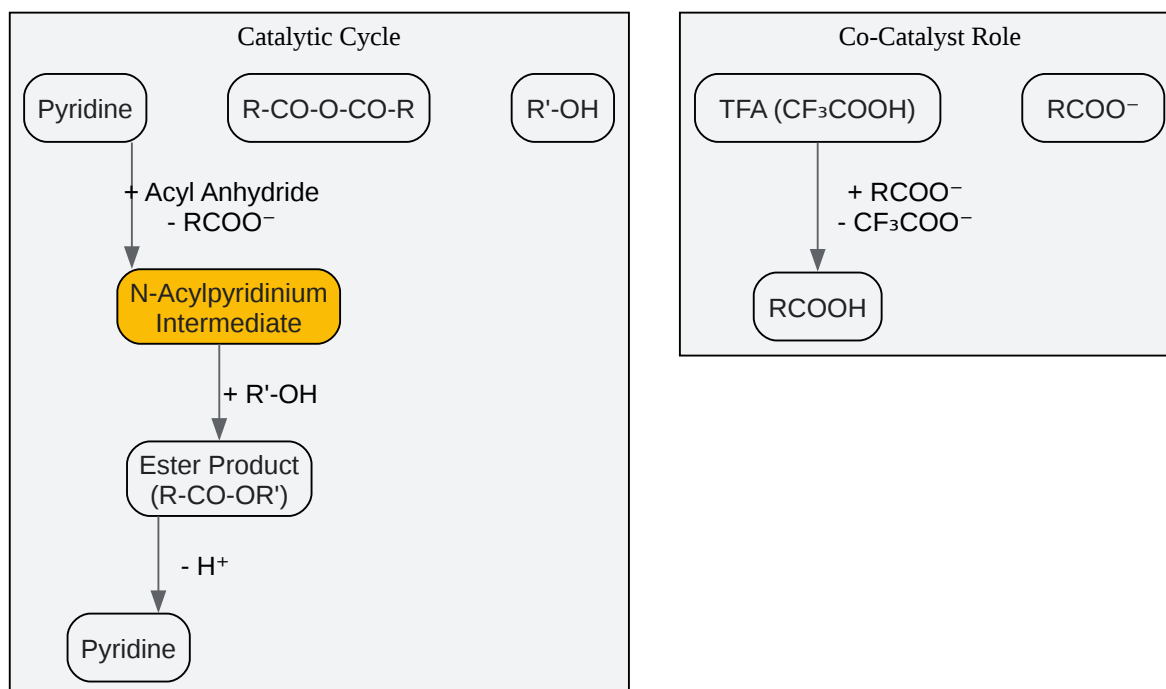 Catalytic Cycle
Pyridine
R-CO-O-CO-R
R'-OH
+ Acyl Anhydride
- RCOO⁻
N-Acylpyridinium
Intermediate
+ R'-OH
Ester Product
(R-CO-OR')
- H⁺
Pyridine
Co-Catalyst Role
TFA (CF₃COOH)
RCOO⁻
+ RCOO⁻
- CF₃COO⁻
RCOOH